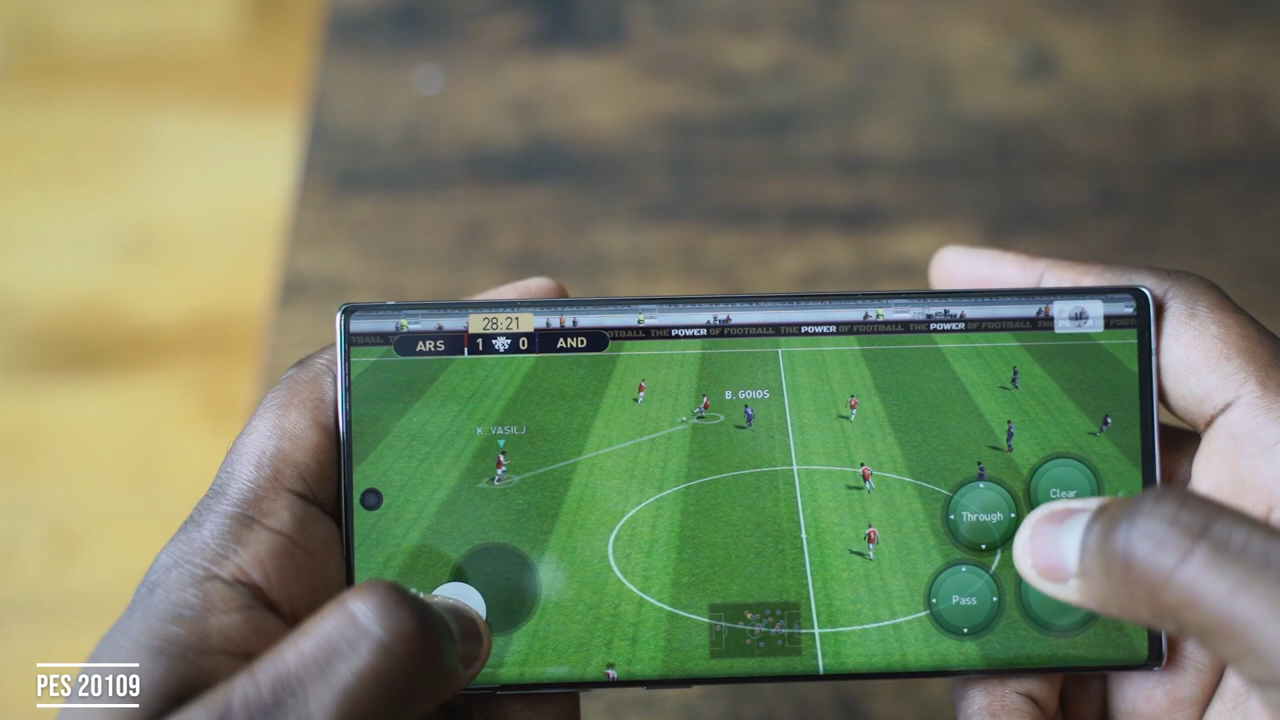 28:21
ARS 1 0 AND
TBALL THE POWER OF FOOTBALL THE POWER OF FOOTBALL THE POWER OF FOOTBALL
B. GOIOS
K. VASILJ
Clear
Through
Pass
PES 20109